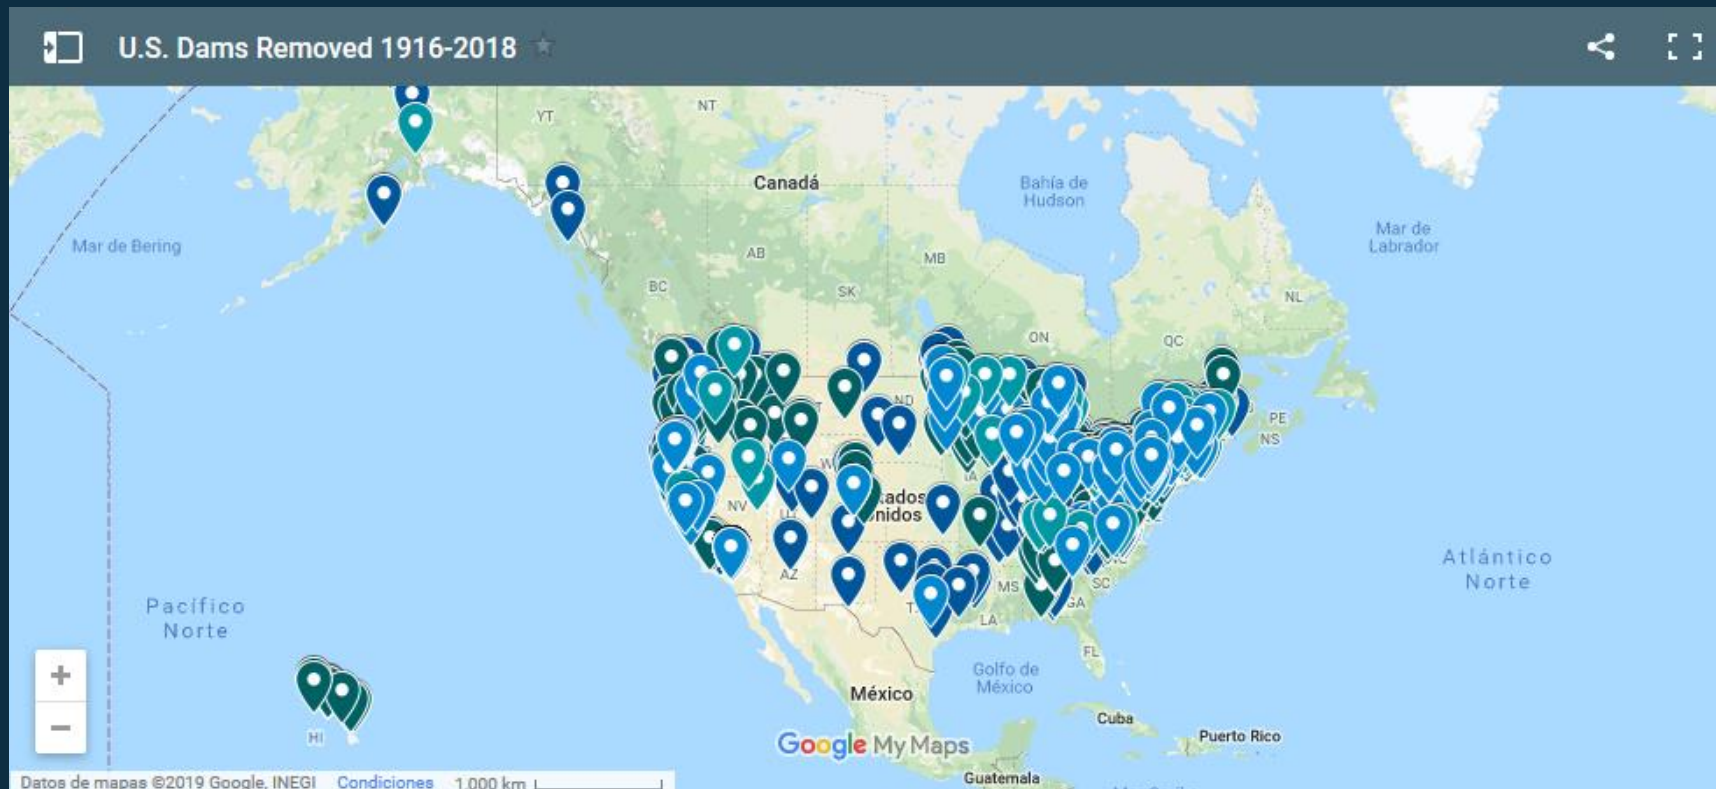 U.S. Dams Removed 1916-2018
YT
NT
Canadá
Bahía de
Hudson
Mar de
Labrador
Mar de Bering
AB
MB
BC
SK
NL
ON
QC
ND
PE
NS
IA
NV
tados
nidos
AZ
MS
SC
GA
LA
FL
Atlántico
Norte
Pacífico
Norte
Golfo de
México
México
HI
Cuba
Puerto Rico
Google My Maps
Guatemala
+
−
Datos de mapas ©2019 Google, INEGI Condiciones 1.000 km